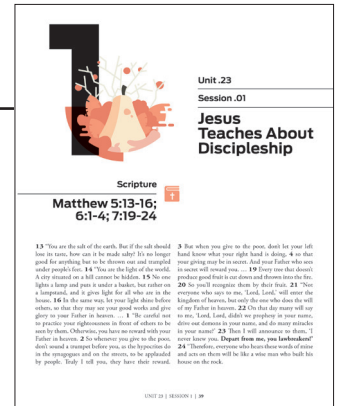 1
Unit .23
Session .01
Jesus
Teaches About
Discipleship
Scripture
Matthew 5:13-16;
6:1-4; 7:19-24
13 “You are the salt of the earth. But if the salt should
lose its taste, how can it be made salty? It’s no longer
good for anything but to be thrown out and trampled
under people’s feet. 14 “You are the light of the world.
A city situated on a hill cannot be hidden. 15 No one
lights a lamp and puts it under a basket, but rather on
a lampstand, and it gives light for all who are in the
house. 16 In the same way, let your light shine before
others, so that they may see your good works and give
glory to your Father in heaven. … 1 “Be careful not
to practice your righteousness in front of others to be
seen by them. Otherwise, you have no reward with your
Father in heaven. 2 So whenever you give to the poor,
don’t sound a trumpet before you, as the hypocrites do
in the synagogues and on the streets, to be applauded
by people. Truly I tell you, they have their reward.
3 But when you give to the poor, don’t let your left
hand know what your right hand is doing, 4 so that
your giving may be in secret. And your Father who sees
in secret will reward you. … 19 Every tree that doesn’t
produce good fruit is cut down and thrown into the fire.
20 So you’ll recognize them by their fruit. 21 “Not
everyone who says to me, ‘Lord, Lord,’ will enter the
kingdom of heaven, but only the one who does the will
of my Father in heaven. 22 On that day many will say
to me, ‘Lord, Lord, didn’t we prophesy in your name,
drive out demons in your name, and do many miracles
in your name?’ 23 Then I will announce to them, ‘I
never knew you. Depart from me, you lawbreakers!’
24 “Therefore, everyone who hears these words of mine
and acts on them will be like a wise man who built his
house on the rock.
UNIT 23 | SESSION 1 | 39